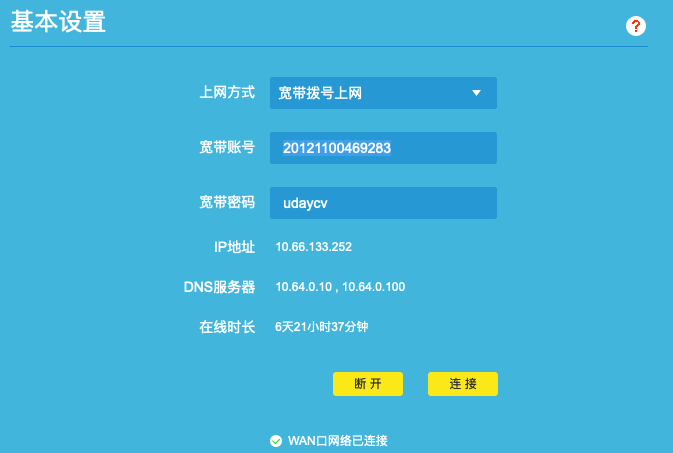 基本设置
?
上网方式 宽带拨号上网
宽带账号 20121100469283
宽带密码 udaycv
IP地址 10.66.133.252
DNS服务器 10.64.0.10 , 10.64.0.100
在线时长 6天21小时37分钟
断 开 连 接
WAN口网络已连接